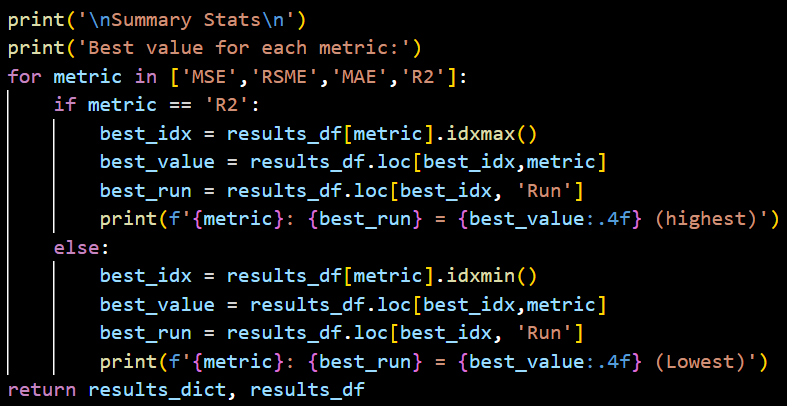 print('\nSummary Stats\n')
print('Best value for each metric:')
for metric in ['MSE','RSME','MAE','R2']:
    if metric == 'R2':
        best_idx = results_df[metric].idxmax()
        best_value = results_df.loc[best_idx,metric]
        best_run = results_df.loc[best_idx, 'Run']
        print(f'{metric}: {best_run} = {best_value:.4f} (highest)')
    else:
        best_idx = results_df[metric].idxmin()
        best_value = results_df.loc[best_idx,metric]
        best_run = results_df.loc[best_idx, 'Run']
        print(f'{metric}: {best_run} = {best_value:.4f} (Lowest)')
return results_dict, results_df